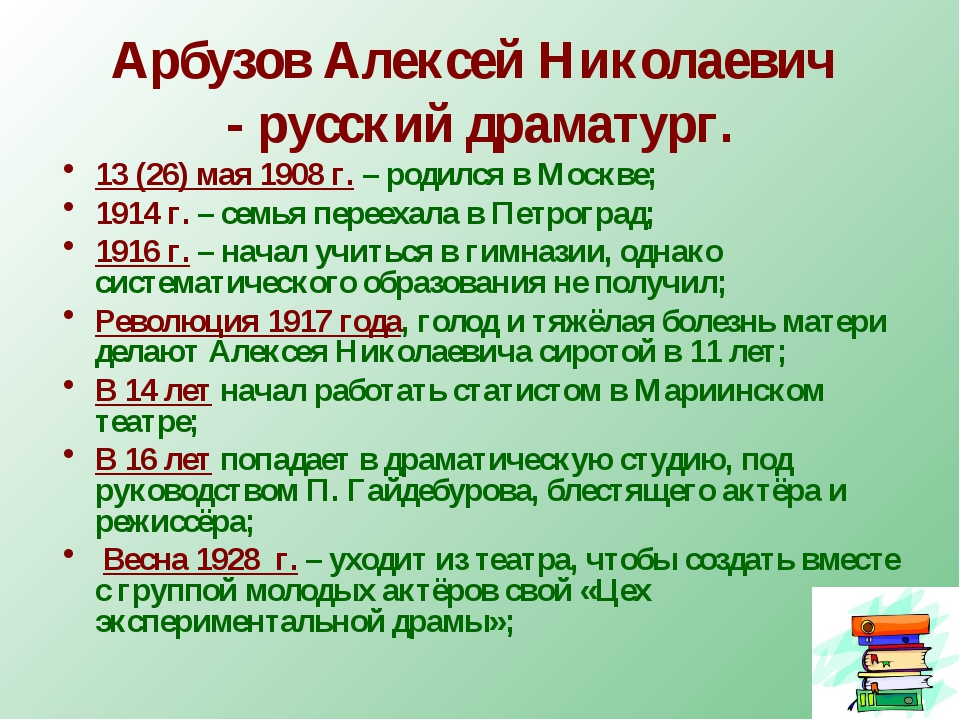 Арбузов Алексей Николаевич
- русский драматург.
• 13 (26) мая 1908 г. – родился в Москве;
• 1914 г. – семья переехала в Петроград;
• 1916 г. – начал учиться в гимназии, однако
систематического образования не получил;
• Революция 1917 года, голод и тяжёлая болезнь матери
делают Алексея Николаевича сиротой в 11 лет;
• В 14 лет начал работать статистом в Мариинском
театре;
• В 16 лет попадает в драматическую студию, под
руководством П. Гайдебурова, блестящего актёра и
режиссёра;
• Весна 1928 г. – уходит из театра, чтобы создать вместе
с группой молодых актёров свой «Цех
экспериментальной драмы»;